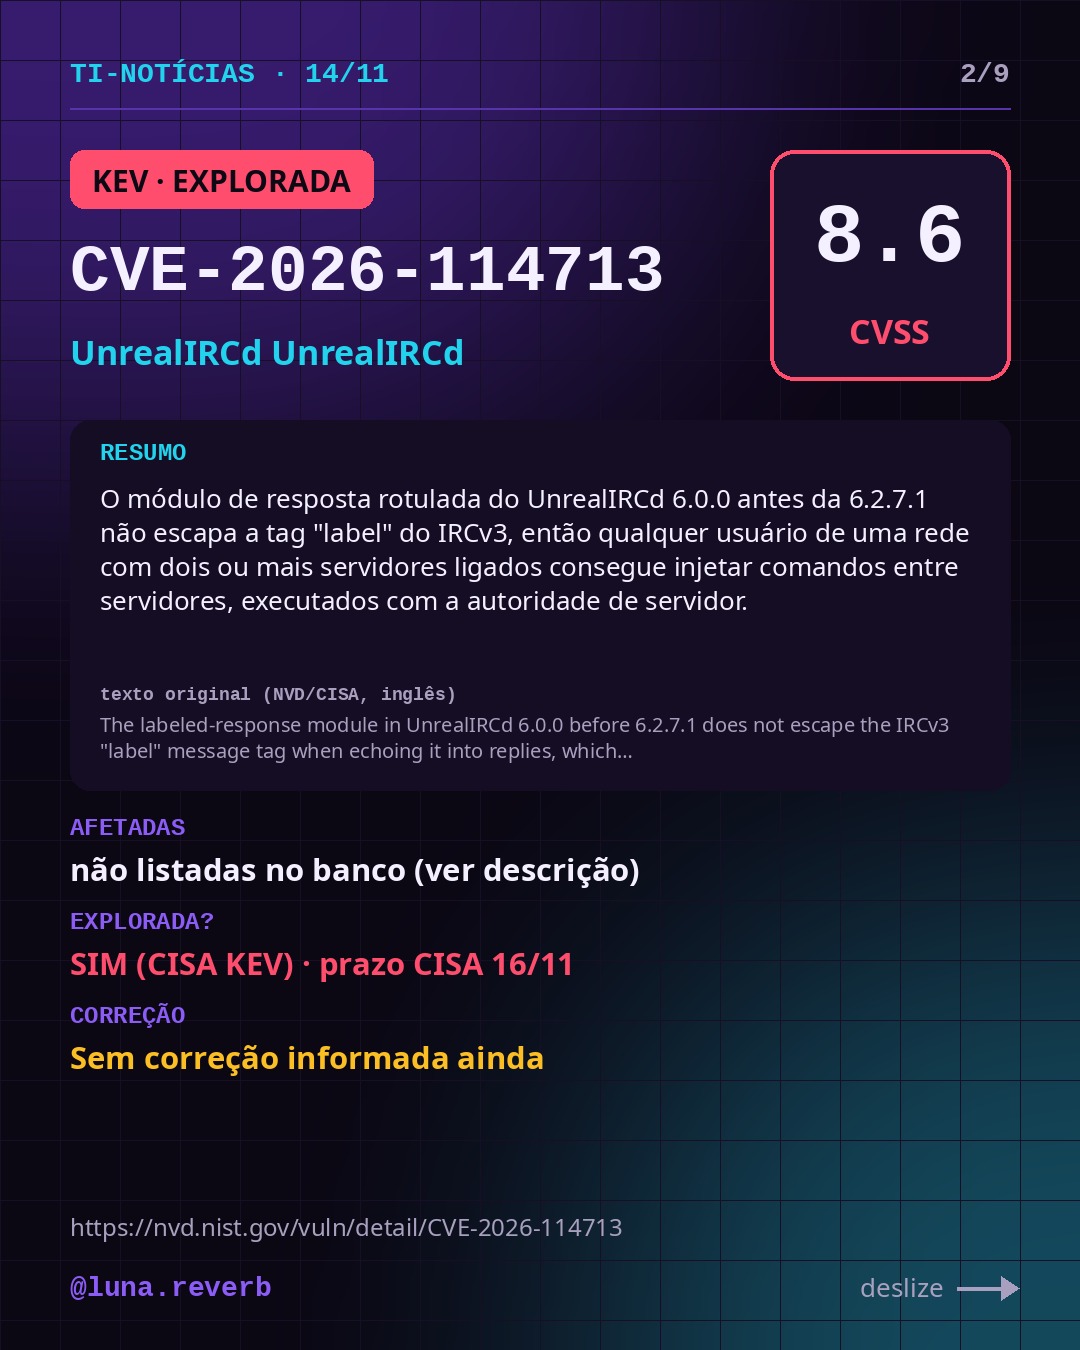 TI-NOTÍCIAS · 14/11
2/9
KEV · EXPLORADA
CVE-2026-114713
UnrealIRCd UnrealIRCd
8.6
CVSS
RESUMO
O módulo de resposta rotulada do UnrealIRCd 6.0.0 antes da 6.2.7.1
não escapa a tag "label" do IRCv3, então qualquer usuário de uma rede
com dois ou mais servidores ligados consegue injetar comandos entre
servidores, executados com a autoridade de servidor.
texto original (NVD/CISA, inglês)
The labeled-response module in UnrealIRCd 6.0.0 before 6.2.7.1 does not escape the IRCv3
"label" message tag when echoing it into replies, which…
AFETADAS
não listadas no banco (ver descrição)
EXPLORADA?
SIM (CISA KEV) · prazo CISA 16/11
CORREÇÃO
Sem correção informada ainda
https://nvd.nist.gov/vuln/detail/CVE-2026-114713
@luna.reverb
deslize